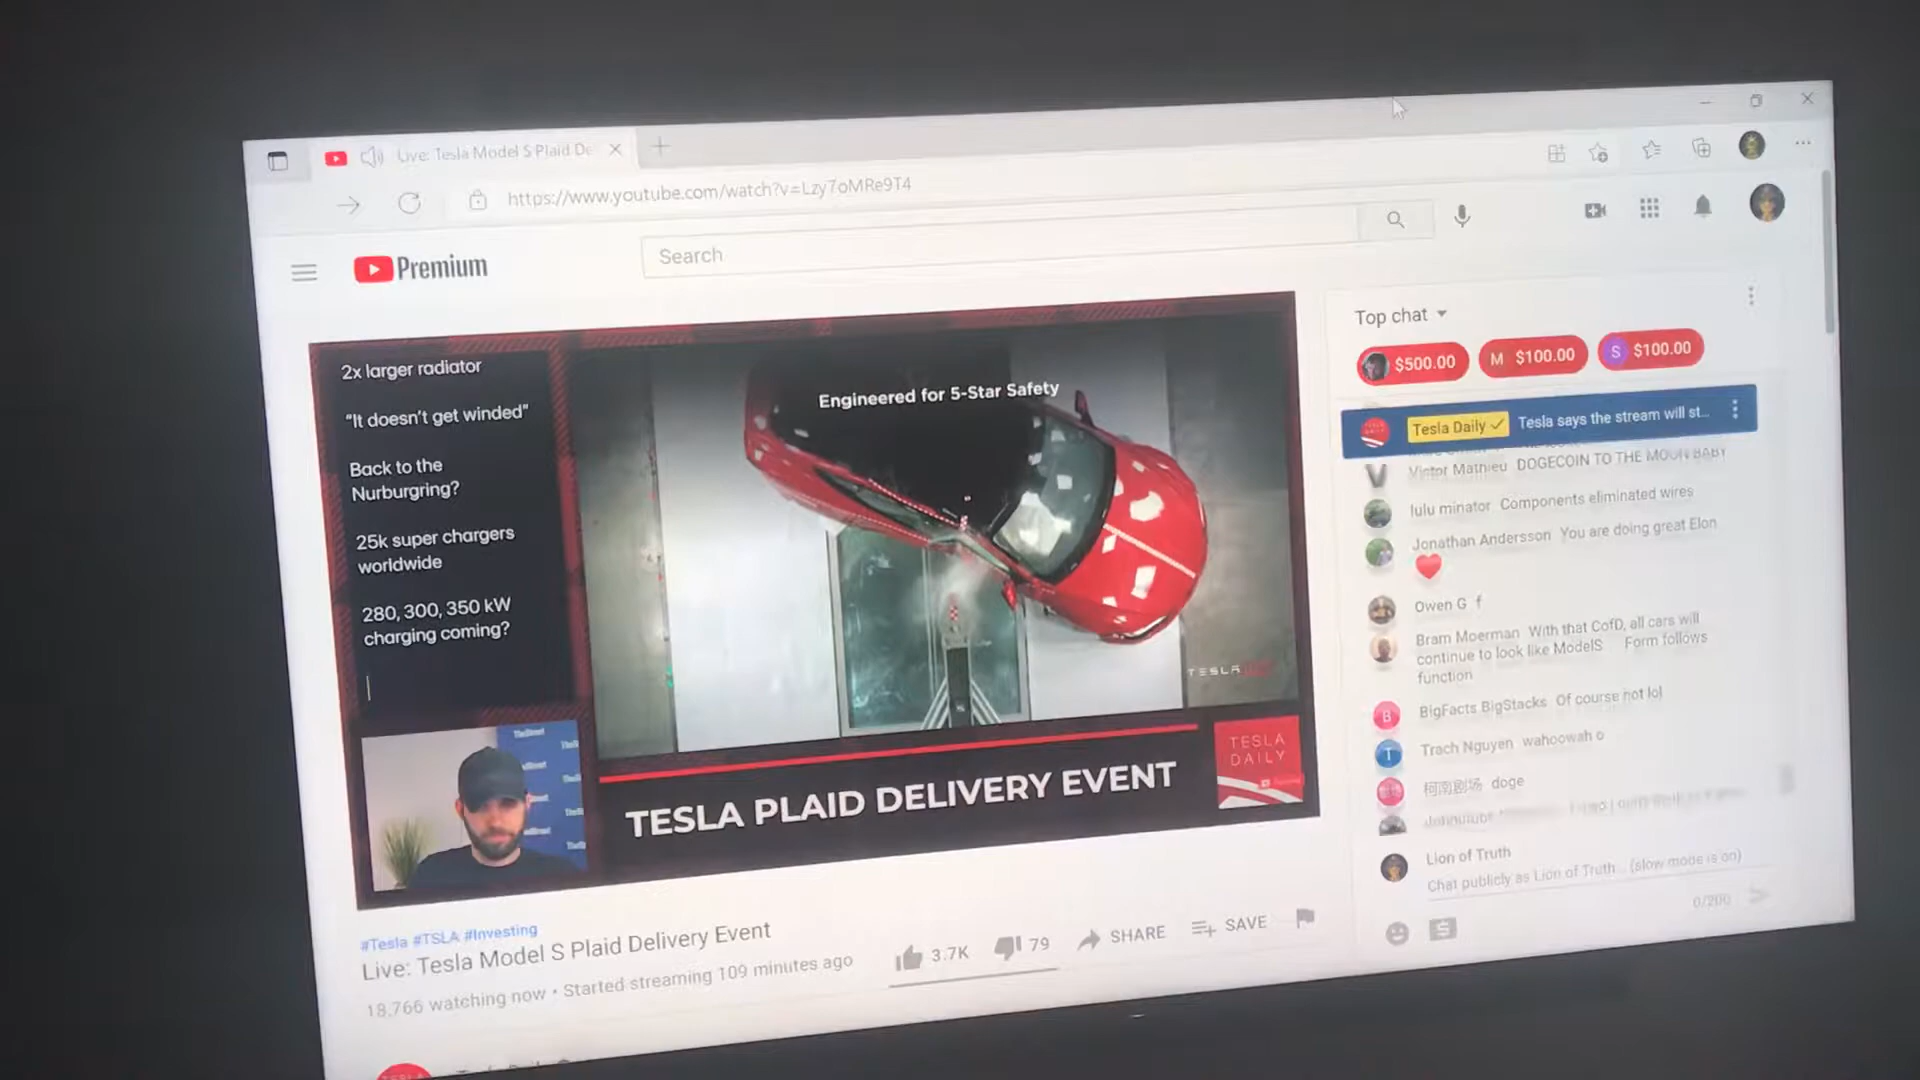 Live: Tesla Model S Plaid De
https://www.youtube.com/watch?v=Lzy7oMRe9T4
Premium
Search
2x larger radiator
“It doesn’t get winded”
Back to the
Nurburgring?
25k super chargers
worldwide
280, 300, 350 kW
charging coming?
Engineered for 5-Star Safety
TESLA
TESLA PLAID DELIVERY EVENT
TESLA
DAILY
#Tesla #TSLA #Investing
Live: Tesla Model S Plaid Delivery Event
18,766 watching now • Started streaming 109 minutes ago
3.7K
79
SHARE
SAVE
Top chat
$500.00
M $100.00
S $100.00
Tesla Daily Tesla says the stream will st...
Victor Mathieu DOGECOIN TO THE MOON BABY
lulu minator Components eliminated wires
Jonathan Andersson You are doing great Elon
Owen G f
Bram Moerman With that CofD, all cars will
continue to look like ModelS Form follows
function
B BigFacts BigStacks Of course not lol
T Trach Nguyen wahoowah o
柯南剧场 doge
Lion of Truth
Chat publicly as Lion of Truth... (slow mode is on)
0/200